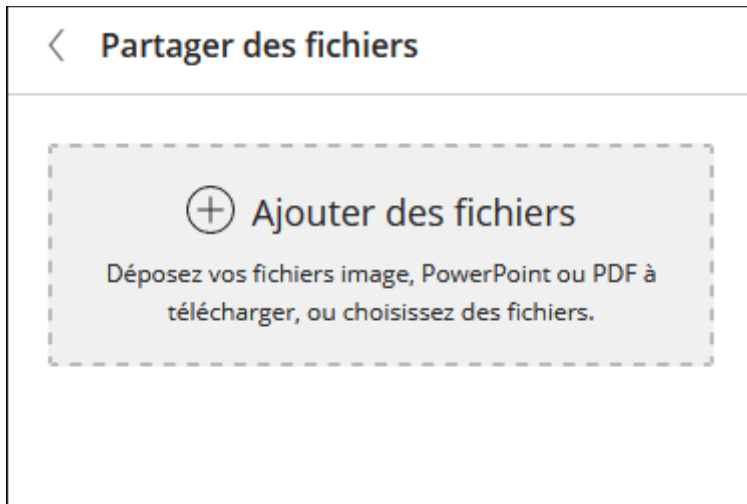 Partager des fichiers
Ajouter des fichiers
Déposez vos fichiers image, PowerPoint ou PDF à
télécharger, ou choisissez des fichiers.